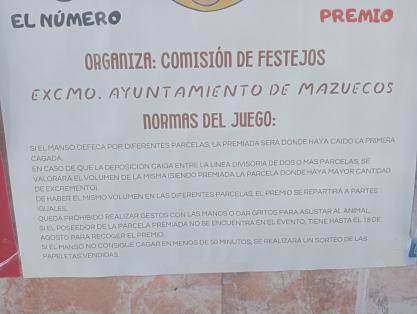 EL NÚMERO
PREMIO
ORGANIZA: COMISIÓN DE FESTEJOS
EXCMO. AYUNTAMIENTO DE MAZUECOS
NORMAS DEL JUEGO:
SI EL MANSO DEFECA POR DIFERENTES PARCELAS, LA PREMIADA SERÁ DONDE HAYA CAIDO LA PRIMERA
CAGADA.
EN CASO DE QUE LA DEPOSICIÓN CAIGA ENTRE LA LINEA DIVISORIA DE DOS O MAS PARCELAS, SE
VALORARÁ EL VOLUMEN DE LA MISMA (SIENDO PREMIADA LA PARCELA DONDE HAYA MAYOR CANTIDAD
DE EXCREMENTO).
DE HABER EL MISMO VOLUMEN EN LAS DIFERENTES PARCELAS, EL PREMIO SE REPARTIRÁ A PARTES
IGUALES.
QUEDA PROHIBIDO REALIZAR GESTOS CON LAS MANOS O DAR GRITOS PARA ASUSTAR AL ANIMAL.
SI EL POSEEDOR DE LA PARCELA PREMIADA NO SE ENCUENTRA EN EL EVENTO, TIENE HASTA EL 18 DE
AGOSTO PARA RECOGER EL PREMIO.
SI EL MANSO NO CONSIGUE CAGAR EN MENOS DE 50 MINUTOS, SE REALIZARÁ UN SORTEO DE LAS
PAPELETAS VENDIDAS.